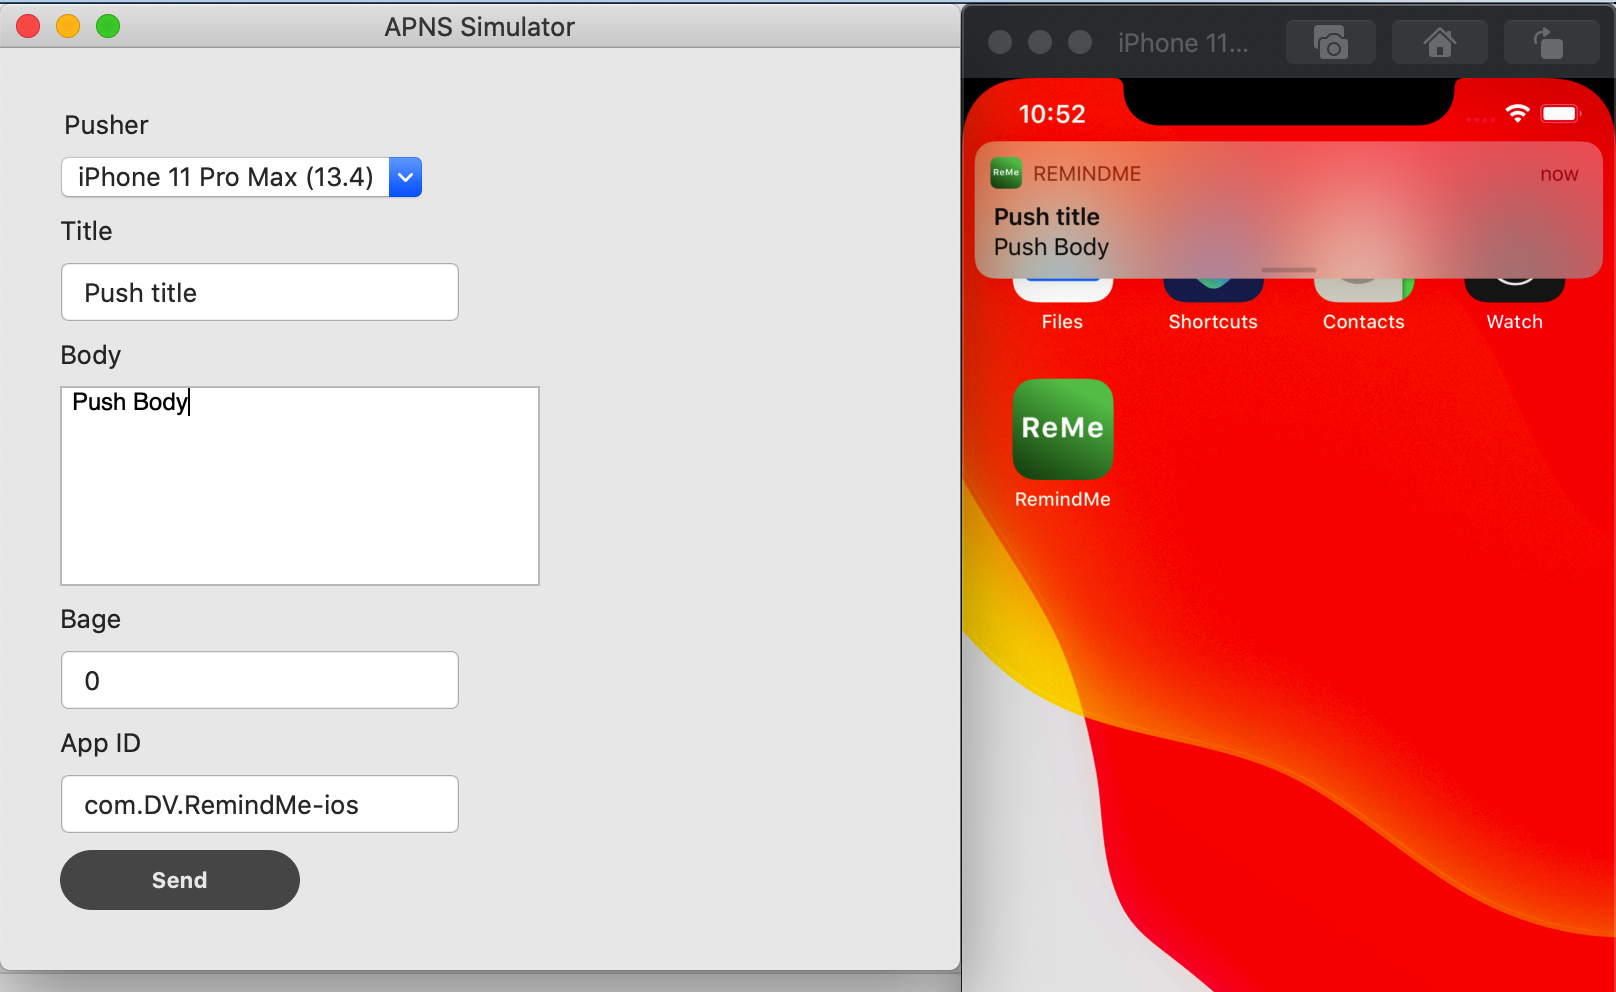 APNS Simulator
Pusher
iPhone 11 Pro Max (13.4)
Title
Push title
Body
Push Body
Bage
0
App ID
com.DV.RemindMe-ios
Send
iPhone 11...
10:52
ReMe REMINDME now
Push title
Push Body
Files Shortcuts Contacts Watch
ReMe
RemindMe